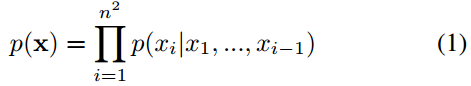 p(x) = ∏_{i=1}^{n^2} p(x_i|x_1, ..., x_{i-1}) (1)